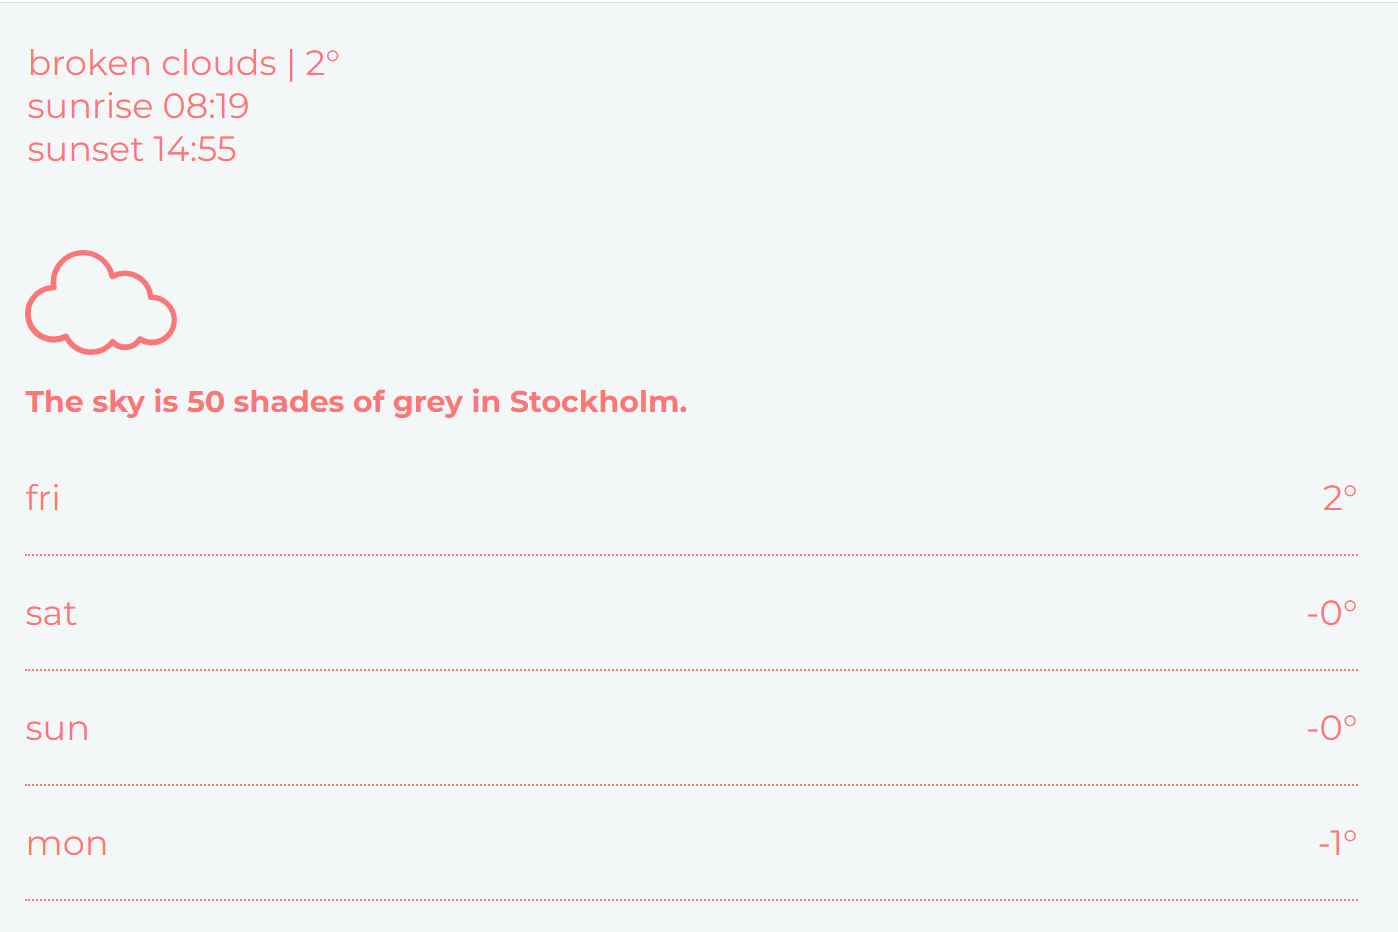 broken clouds | 2°
sunrise 08:19
sunset 14:55
The sky is 50 shades of grey in Stockholm.
fri 2°
sat -0°
sun -0°
mon -1°